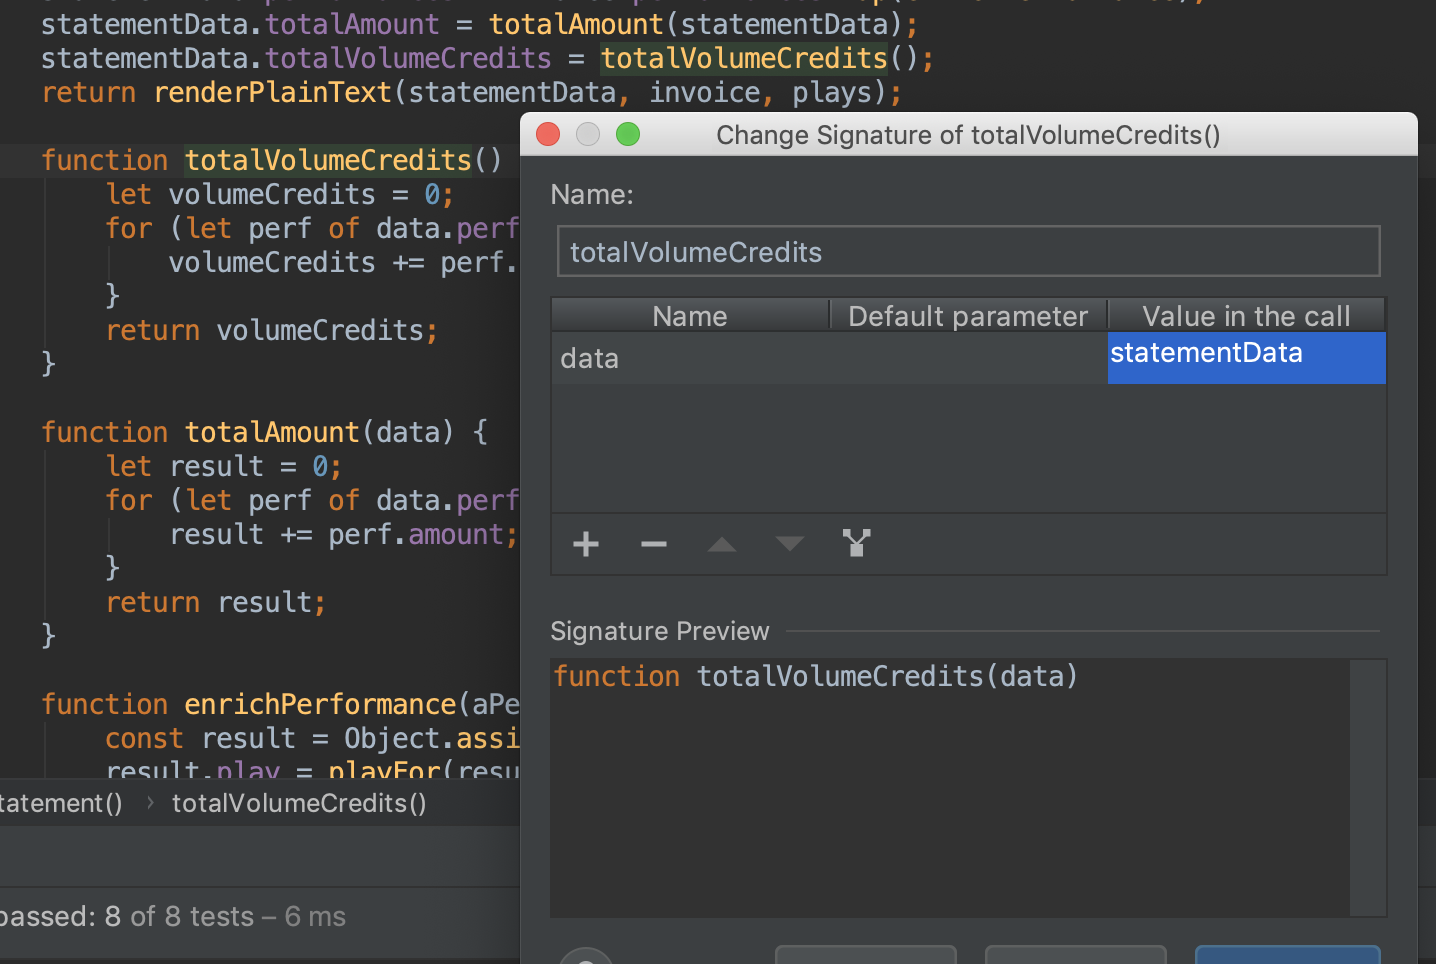 statementData.totalAmount = totalAmount(statementData);
statementData.totalVolumeCredits = totalVolumeCredits();
return renderPlainText(statementData, invoice, plays);
function totalVolumeCredits()
let volumeCredits = 0;
for (let perf of data.perf
volumeCredits += perf.
}
return volumeCredits;
}
function totalAmount(data) {
let result = 0;
for (let perf of data.perf
result += perf.amount;
}
return result;
}
function enrichPerformance(aPe
const result = Object.assi
result.play = playFor(resu
tatement() › totalVolumeCredits()
passed: 8 of 8 tests – 6 ms
Change Signature of totalVolumeCredits()
Name:
totalVolumeCredits
Name Default parameter Value in the call
data statementData
Signature Preview
function totalVolumeCredits(data)